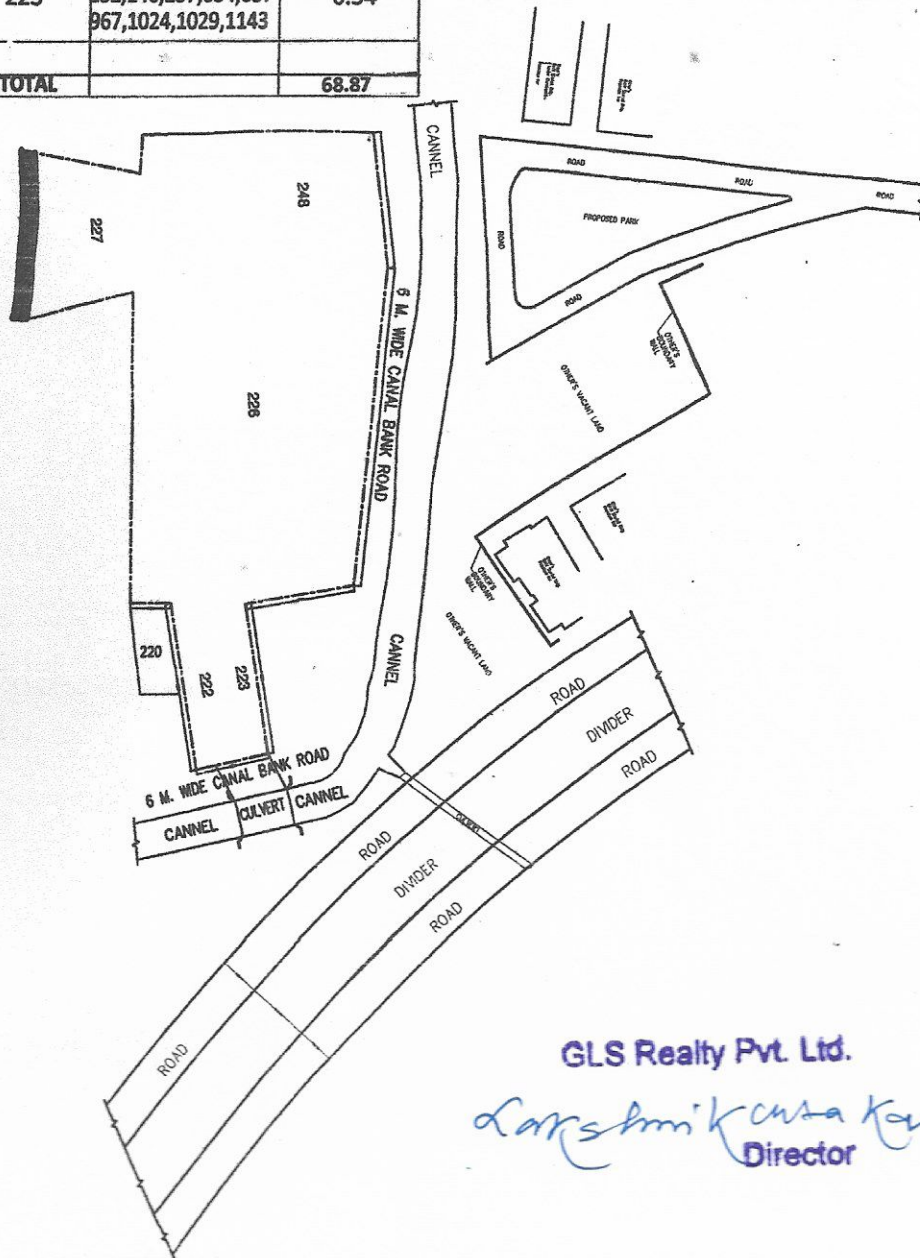 223
967,1024,1029,1143
TOTAL 68.87
CANNEL
248
227
6 M. WIDE CANAL BANK ROAD
226
ROAD
ROAD
ROAD
PROPOSED PARK
ROAD
ROAD
OTHER'S BOUNDARY WALL
OTHER'S VACANT LAND
OTHER'S BOUNDARY WALL
OTHER'S VACANT LAND
CANNEL
220
222
223
6 M. WIDE CANAL BANK ROAD
CANNEL
CULVERT
CANNEL
ROAD
DIVIDER
ROAD
CULVERT
ROAD
DIVIDER
ROAD
ROAD
GLS Realty Pvt. Ltd.
Director